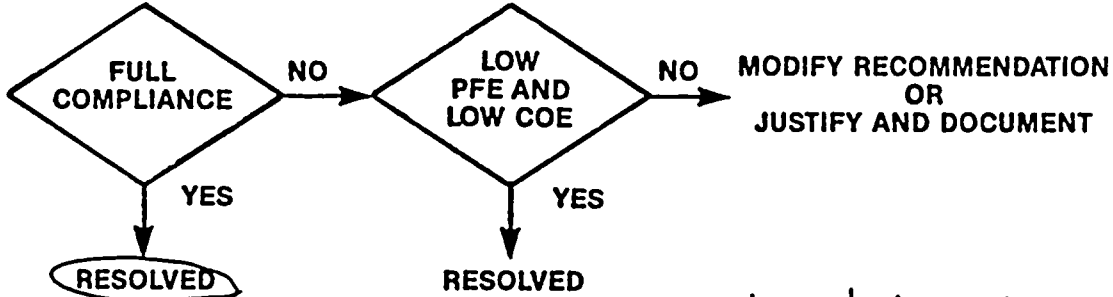 FULL
COMPLIANCE
NO
LOW
PFE AND
LOW COE
NO
MODIFY RECOMMENDATION
OR
JUSTIFY AND DOCUMENT
YES
YES
RESOLVED
RESOLVED